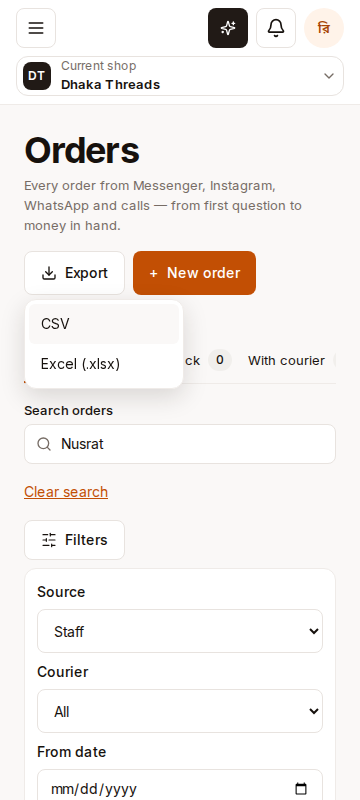 রি
DT
Current shop
Dhaka Threads
Orders
Every order from Messenger, Instagram,
WhatsApp and calls — from first question to
money in hand.
Export
+ New order
CSV
Excel (.xlsx)
ck 0
With courier
Search orders
Nusrat
Clear search
Filters
Source
Staff
Courier
All
From date
mm/dd/yyyy